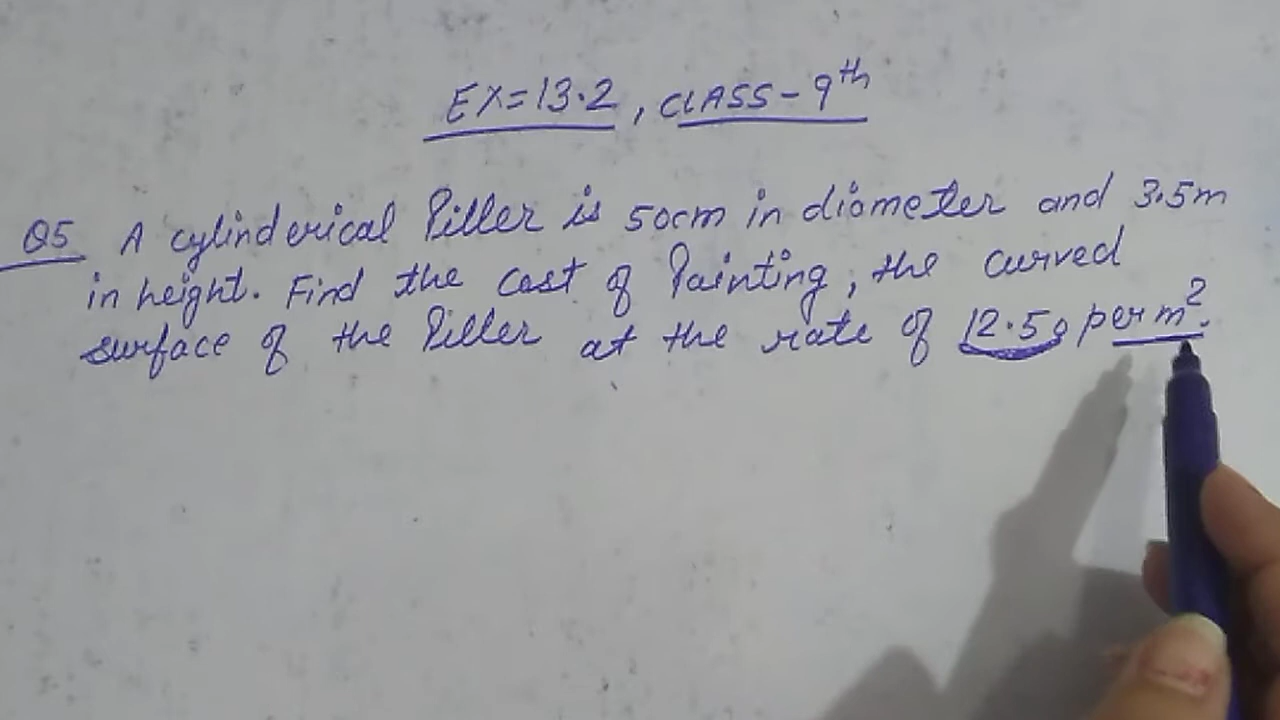 EX=13.2, CLASS-9th
Q5 A cylinderical Piller is 50cm in diameter and 3.5m
in height. Find the cost of Painting, the curved
surface of the Piller at the rate of 12.50 per m².